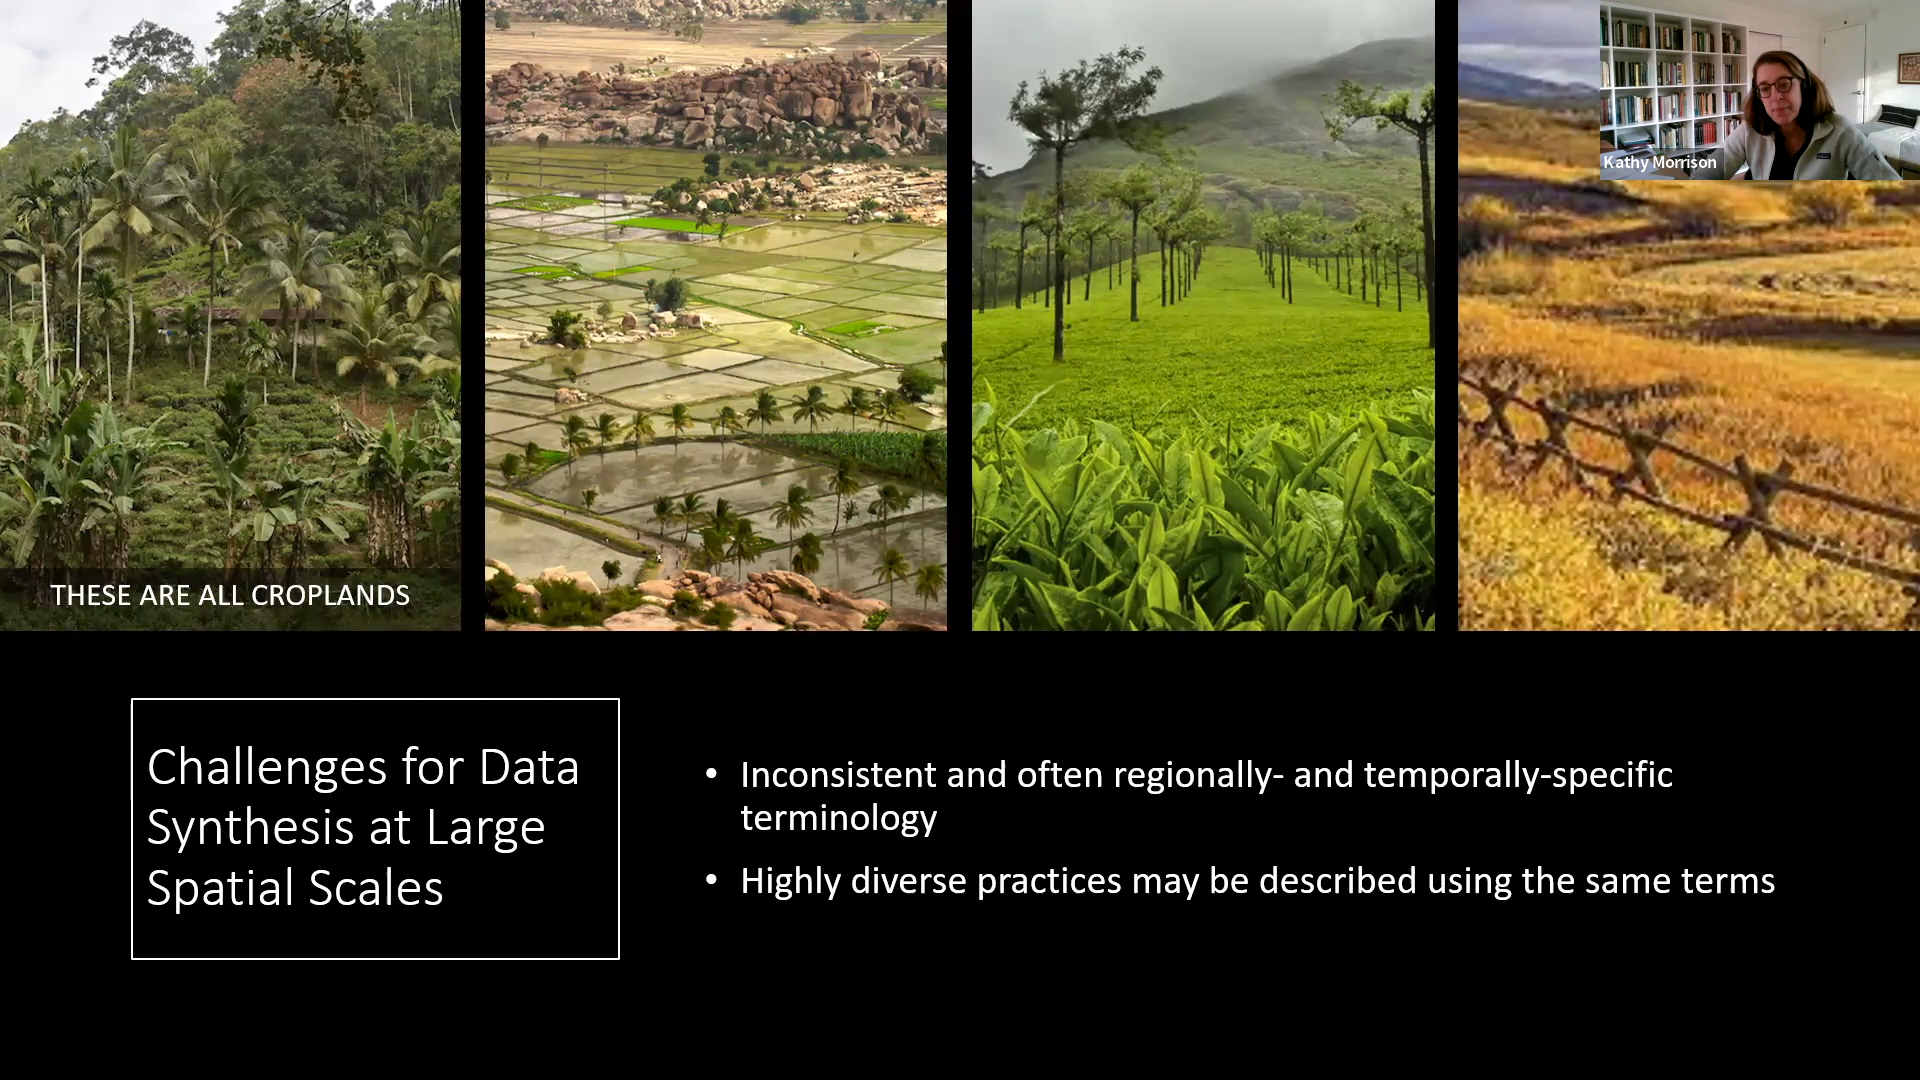 Kathy Morrison
THESE ARE ALL CROPLANDS
Challenges for Data
Synthesis at Large
Spatial Scales
• Inconsistent and often regionally- and temporally-specific
terminology
• Highly diverse practices may be described using the same terms